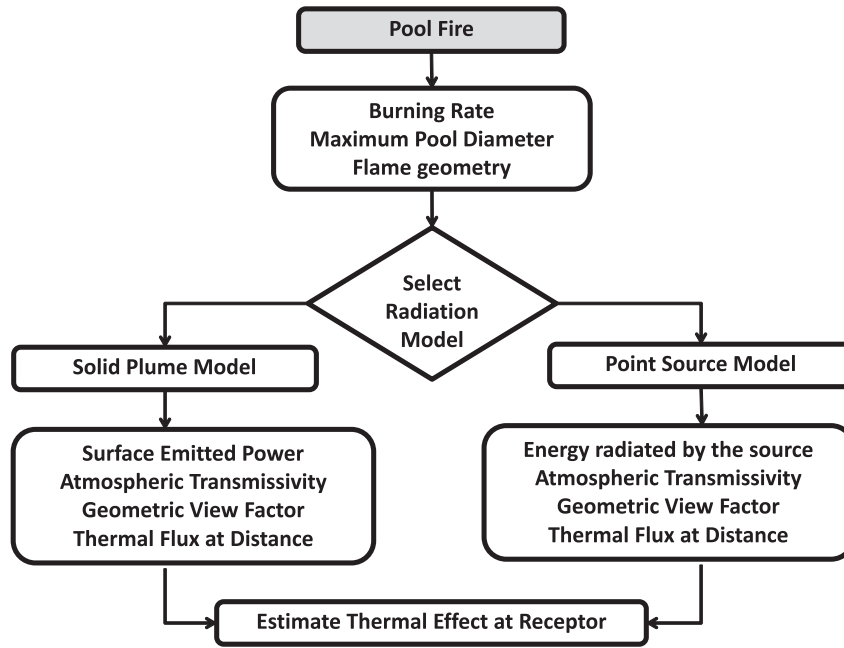 Pool Fire
Burning Rate
Maximum Pool Diameter
Flame geometry
Select
Radiation
Model
Solid Plume Model
Point Source Model
Surface Emitted Power
Atmospheric Transmissivity
Geometric View Factor
Thermal Flux at Distance
Energy radiated by the source
Atmospheric Transmissivity
Geometric View Factor
Thermal Flux at Distance
Estimate Thermal Effect at Receptor